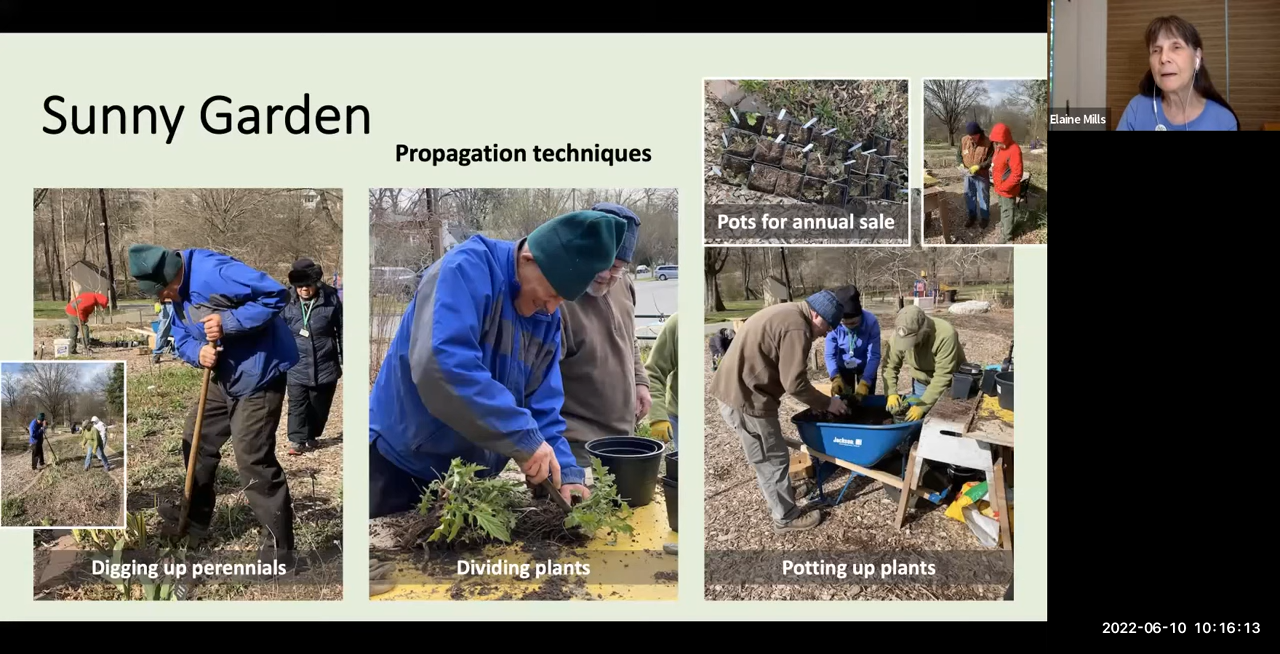 Sunny Garden
Propagation techniques
Pots for annual sale
Elaine Mills
Jackson
Digging up perennials
Dividing plants
Potting up plants
2022-06-10 10:16:13